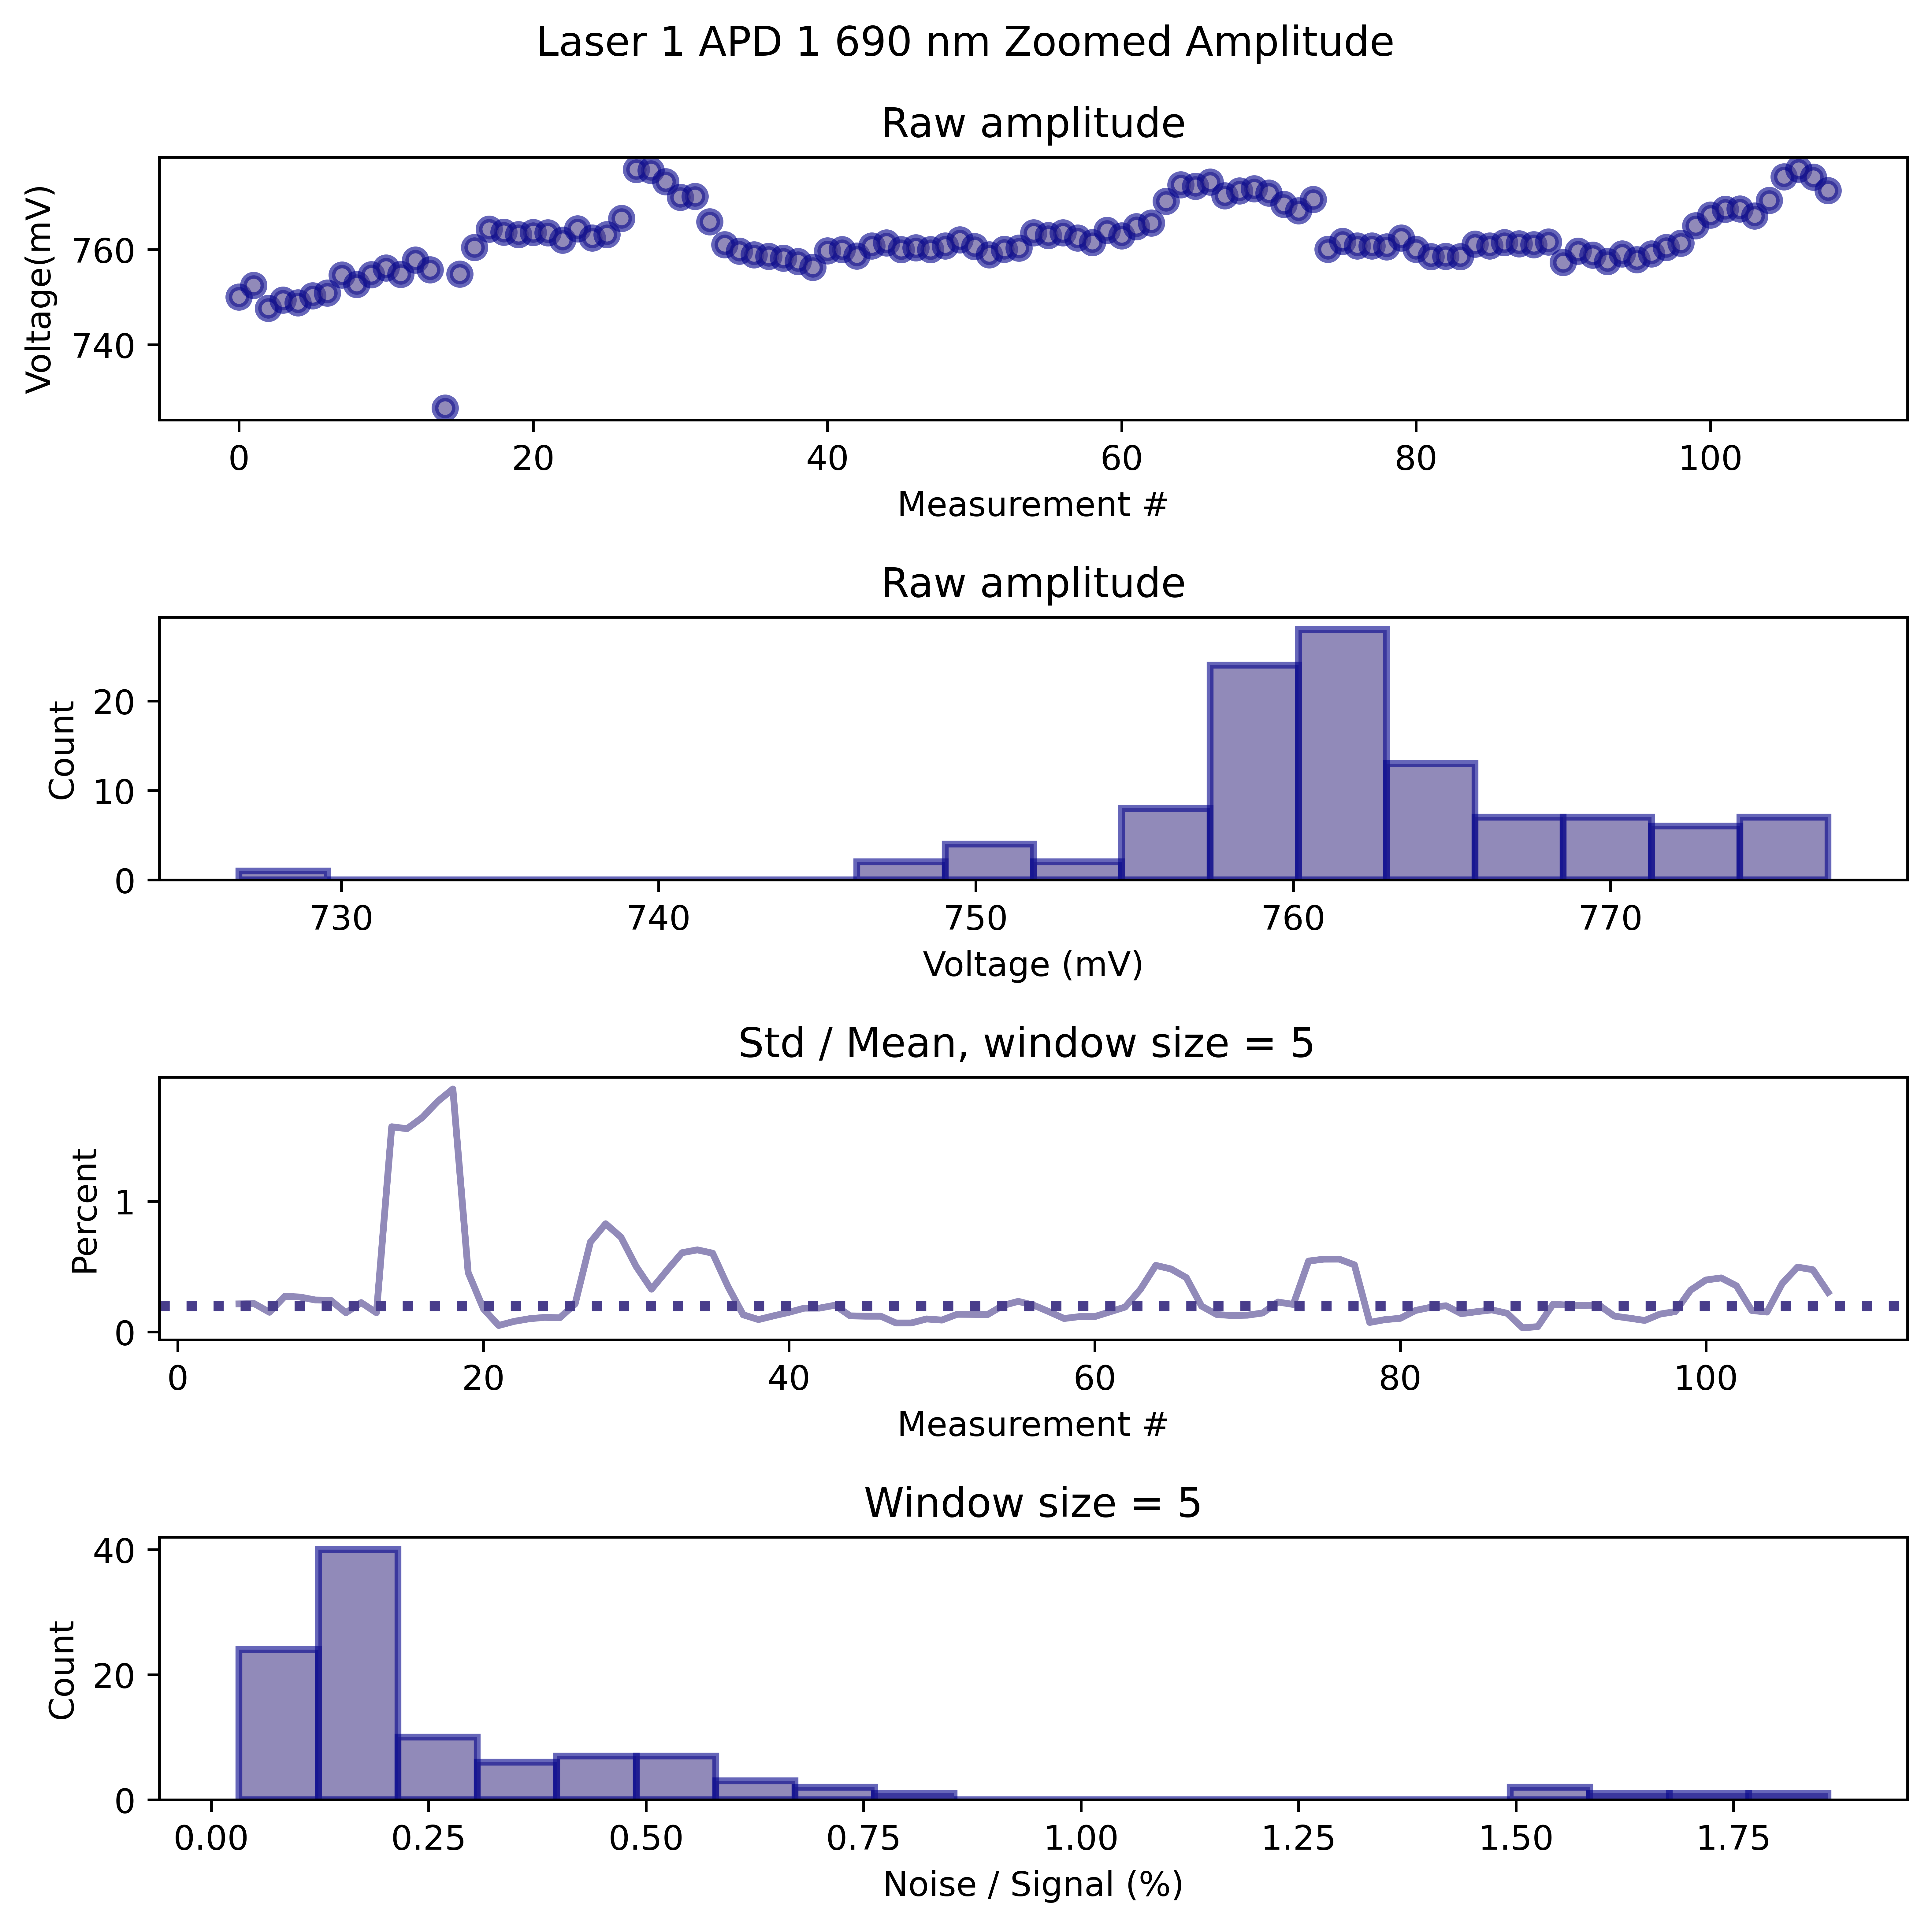 Laser 1 APD 1 690 nm Zoomed Amplitude
Raw amplitude
Voltage(mV)
760
740
0 20 40 60 80 100
Measurement #
Raw amplitude
Count
20
10
0
730 740 750 760 770
Voltage (mV)
Std / Mean, window size = 5
Percent
1
0
0 20 40 60 80 100
Measurement #
Window size = 5
Count
40
20
0
0.00 0.25 0.50 0.75 1.00 1.25 1.50 1.75
Noise / Signal (%)